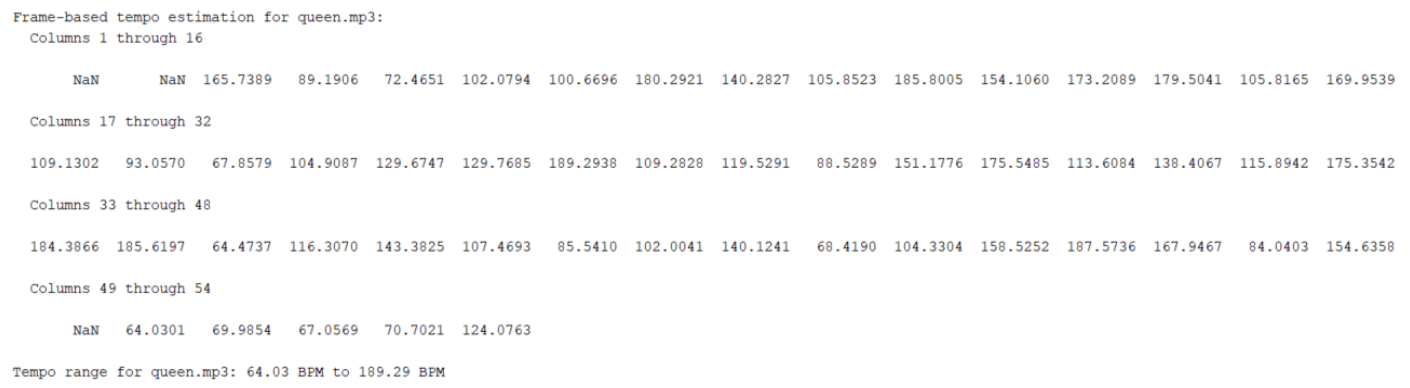 Frame-based tempo estimation for queen.mp3:
Columns 1 through 16
NaN NaN 165.7389 89.1906 72.4651 102.0794 100.6696 180.2921 140.2827 105.8523 185.8005 154.1060 173.2089 179.5041 105.8165 169.9539
Columns 17 through 32
109.1302 93.0570 67.8579 104.9087 129.6747 129.7685 189.2938 109.2828 119.5291 88.5289 151.1776 175.5485 113.6084 138.4067 115.8942 175.3542
Columns 33 through 48
184.3866 185.6197 64.4737 116.3070 143.3825 107.4693 85.5410 102.0041 140.1241 68.4190 104.3304 158.5252 187.5736 167.9467 84.0403 154.6358
Columns 49 through 54
NaN 64.0301 69.9854 67.0569 70.7021 124.0763
Tempo range for queen.mp3: 64.03 BPM to 189.29 BPM